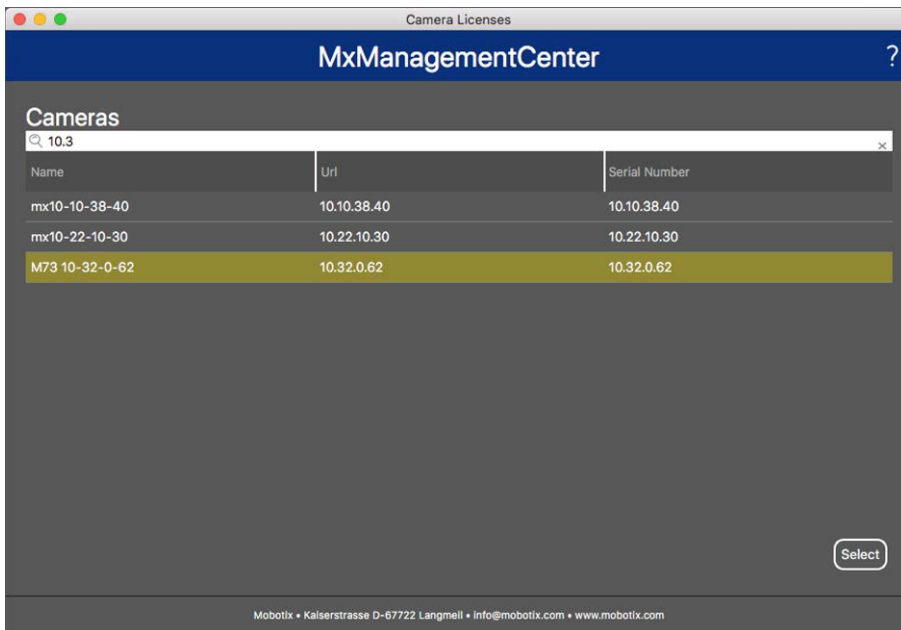 Camera Licenses
MxManagementCenter ?
Cameras
10.3 ×
Name Url Serial Number
mx10-10-38-40 10.10.38.40 10.10.38.40
mx10-22-10-30 10.22.10.30 10.22.10.30
M73 10-32-0-62 10.32.0.62 10.32.0.62
Select
Mobotix • Kaiserstrasse D-67722 Langmeil • info@mobotix.com • www.mobotix.com